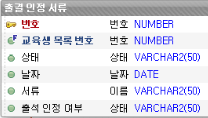 출결 인정 서류
번호 번호 NUMBER
교육생 목록 번호 번호 NUMBER
상태 상태 VARCHAR2(50)
날짜 날짜 DATE
서류 이름 VARCHAR2(50)
출석 인정 여부 상태 VARCHAR2(50)